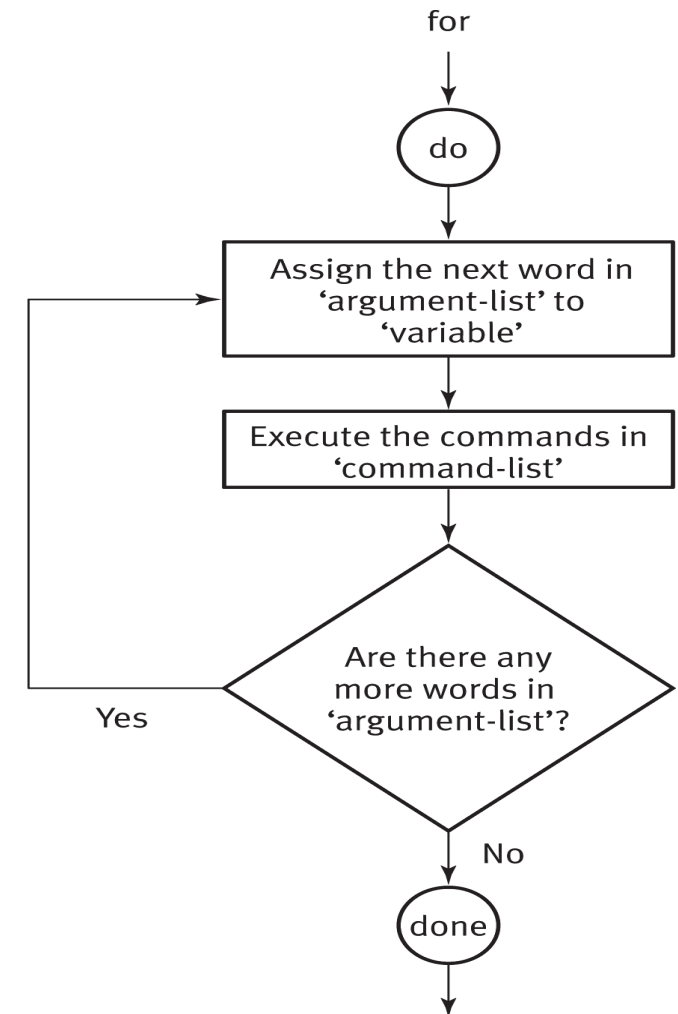 for
do
Assign the next word in
‘argument-list’ to
‘variable’
Execute the commands in
‘command-list’
Are there any
more words in
‘argument-list’?
Yes
No
done